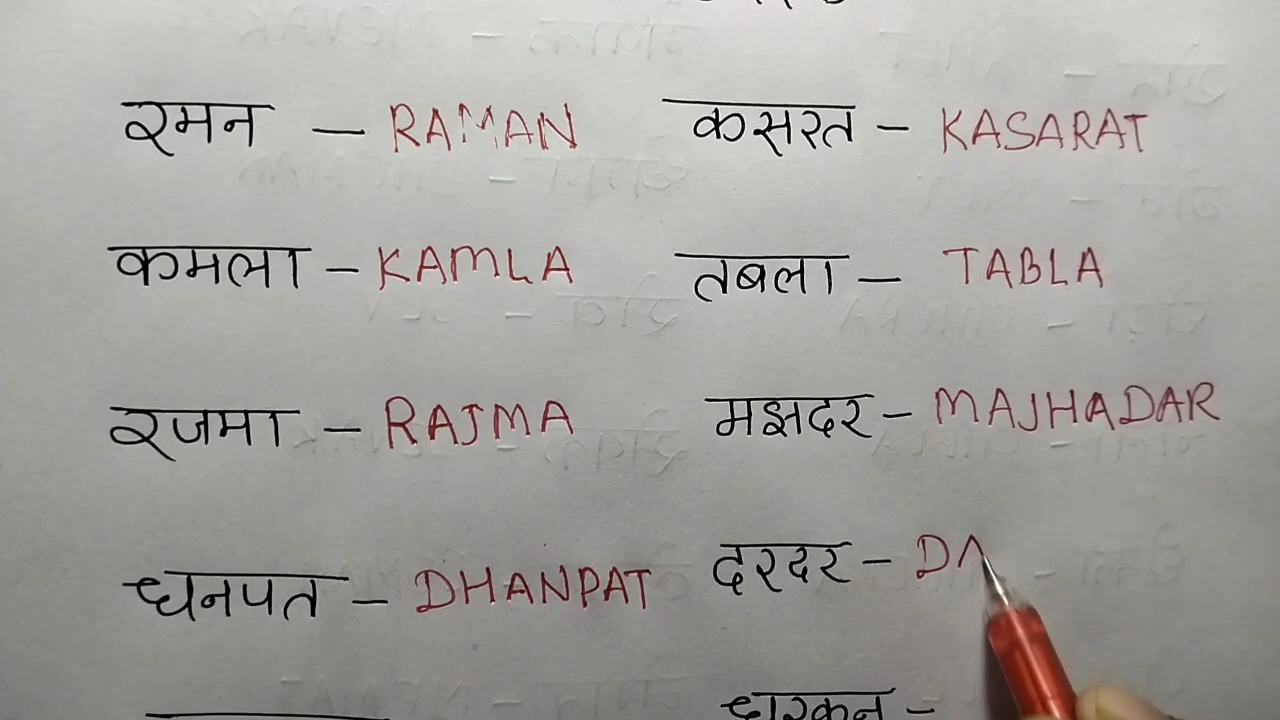 रमन – RAMAN
कसरत – KASARAT
कमला – KAMLA
तबला – TABLA
रजमा – RAJMA
मझदर – MAJHADAR
धनपत – DHANPAT
दरदर – DA